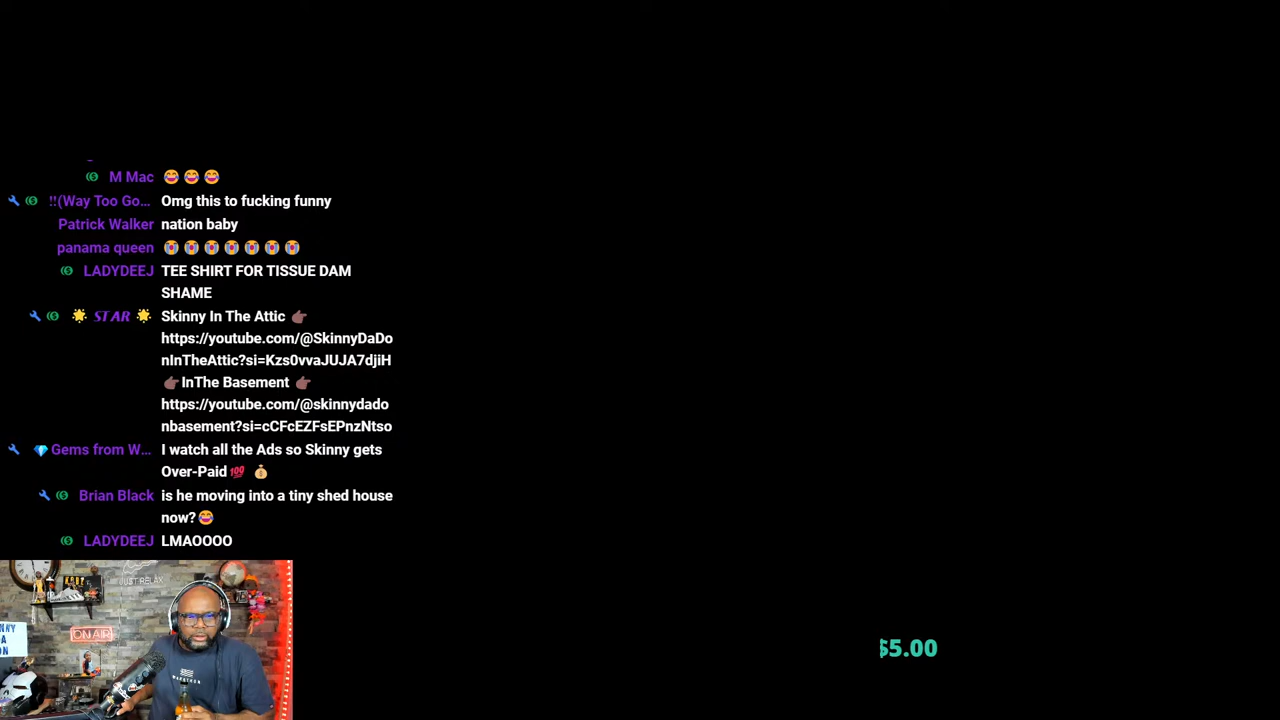 M Mac 😂 😂 😂
!!(Way Too Go... Omg this to fucking funny
Patrick Walker nation baby
panama queen 😭 😭 😭 😭 😭 😭 😭
LADYDEEJ TEE SHIRT FOR TISSUE DAM
SHAME
🌟 STAR 🌟 Skinny In The Attic 👉🏿
https://youtube.com/@SkinnyDaDo
nInTheAttic?si=Kzs0vvaJUJA7djiH
👉🏿InThe Basement 👉🏿
https://youtube.com/@skinnydado
nbasement?si=cCFcEZFsEPnzNtso
💎Gems from W... I watch all the Ads so Skinny gets
Over-Paid💯 💰
Brian Black is he moving into a tiny shed house
now?😂
LADYDEEJ LMAOOOO
JUST RELAX
ON AIR
$5.00